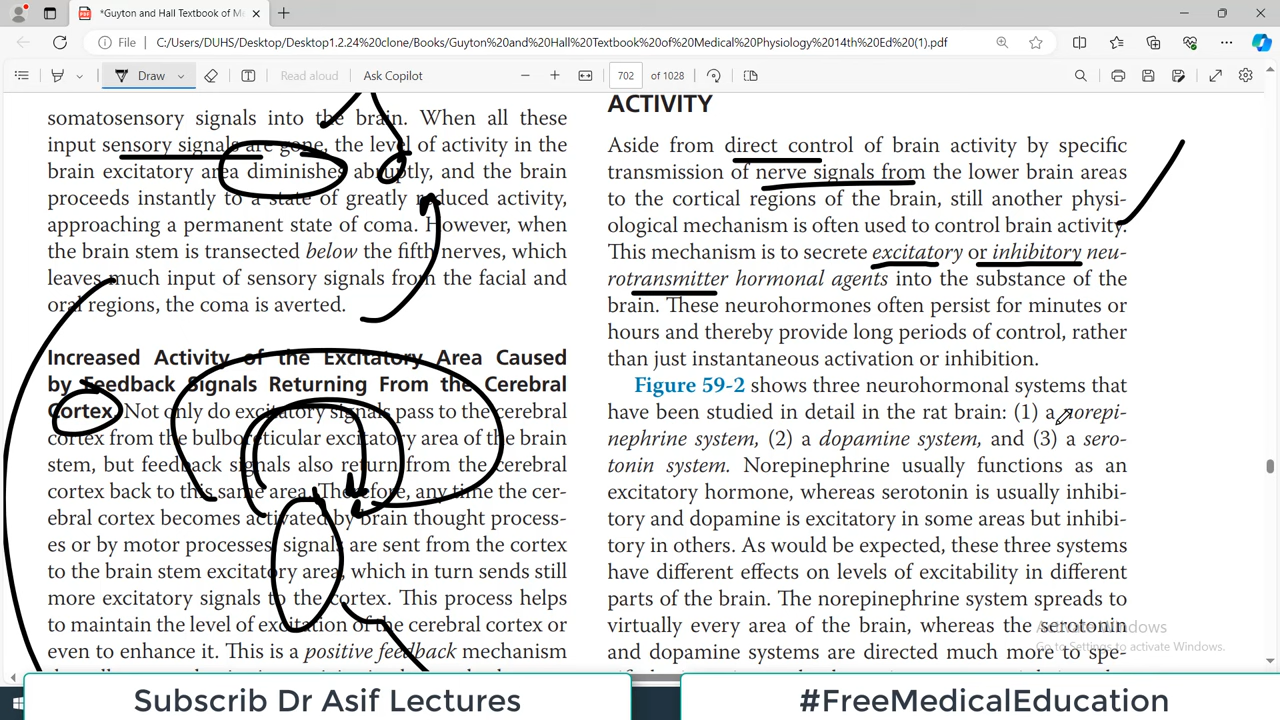 *Guyton and Hall Textbook of Me
File
C:/Users/DUHS/Desktop/Desktop1.2.24%20clone/Books/Guyton%20and%20Hall%20Textbook%20of%20Medical%20Physiology%2014th%20Ed%20(1).pdf
Draw
Read aloud
Ask Copilot
702 of 1028
somatosensory signals into the brain. When all these
input sensory signals are gone, the level of activity in the
brain excitatory area diminishes abruptly, and the brain
proceeds instantly to a state of greatly reduced activity,
approaching a permanent state of coma. However, when
the brain stem is transected below the fifth nerves, which
leaves much input of sensory signals from the facial and
oral regions, the coma is averted.
Increased Activity of the Excitatory Area Caused
by Feedback Signals Returning From the Cerebral
Cortex. Not only do excitatory signals pass to the cerebral
cortex from the bulboreticular excitatory area of the brain
stem, but feedback signals also return from the cerebral
cortex back to this same area. Therefore, any time the cer-
ebral cortex becomes activated by brain thought process-
es or by motor processes, signals are sent from the cortex
to the brain stem excitatory area, which in turn sends still
more excitatory signals to the cortex. This process helps
to maintain the level of excitation of the cerebral cortex or
even to enhance it. This is a positive feedback mechanism
ACTIVITY
Aside from direct control of brain activity by specific
transmission of nerve signals from the lower brain areas
to the cortical regions of the brain, still another physi-
ological mechanism is often used to control brain activity.
This mechanism is to secrete excitatory or inhibitory neu-
rotransmitter hormonal agents into the substance of the
brain. These neurohormones often persist for minutes or
hours and thereby provide long periods of control, rather
than just instantaneous activation or inhibition.
Figure 59-2 shows three neurohormonal systems that
have been studied in detail in the rat brain: (1) a norepi-
nephrine system, (2) a dopamine system, and (3) a sero-
tonin system. Norepinephrine usually functions as an
excitatory hormone, whereas serotonin is usually inhibi-
tory and dopamine is excitatory in some areas but inhibi-
tory in others. As would be expected, these three systems
have different effects on levels of excitability in different
parts of the brain. The norepinephrine system spreads to
virtually every area of the brain, whereas the serotonin
and dopamine systems are directed much more to spe-
Activate Windows
Go to Settings to activate Windows.
Subscrib Dr Asif Lectures
#FreeMedicalEducation